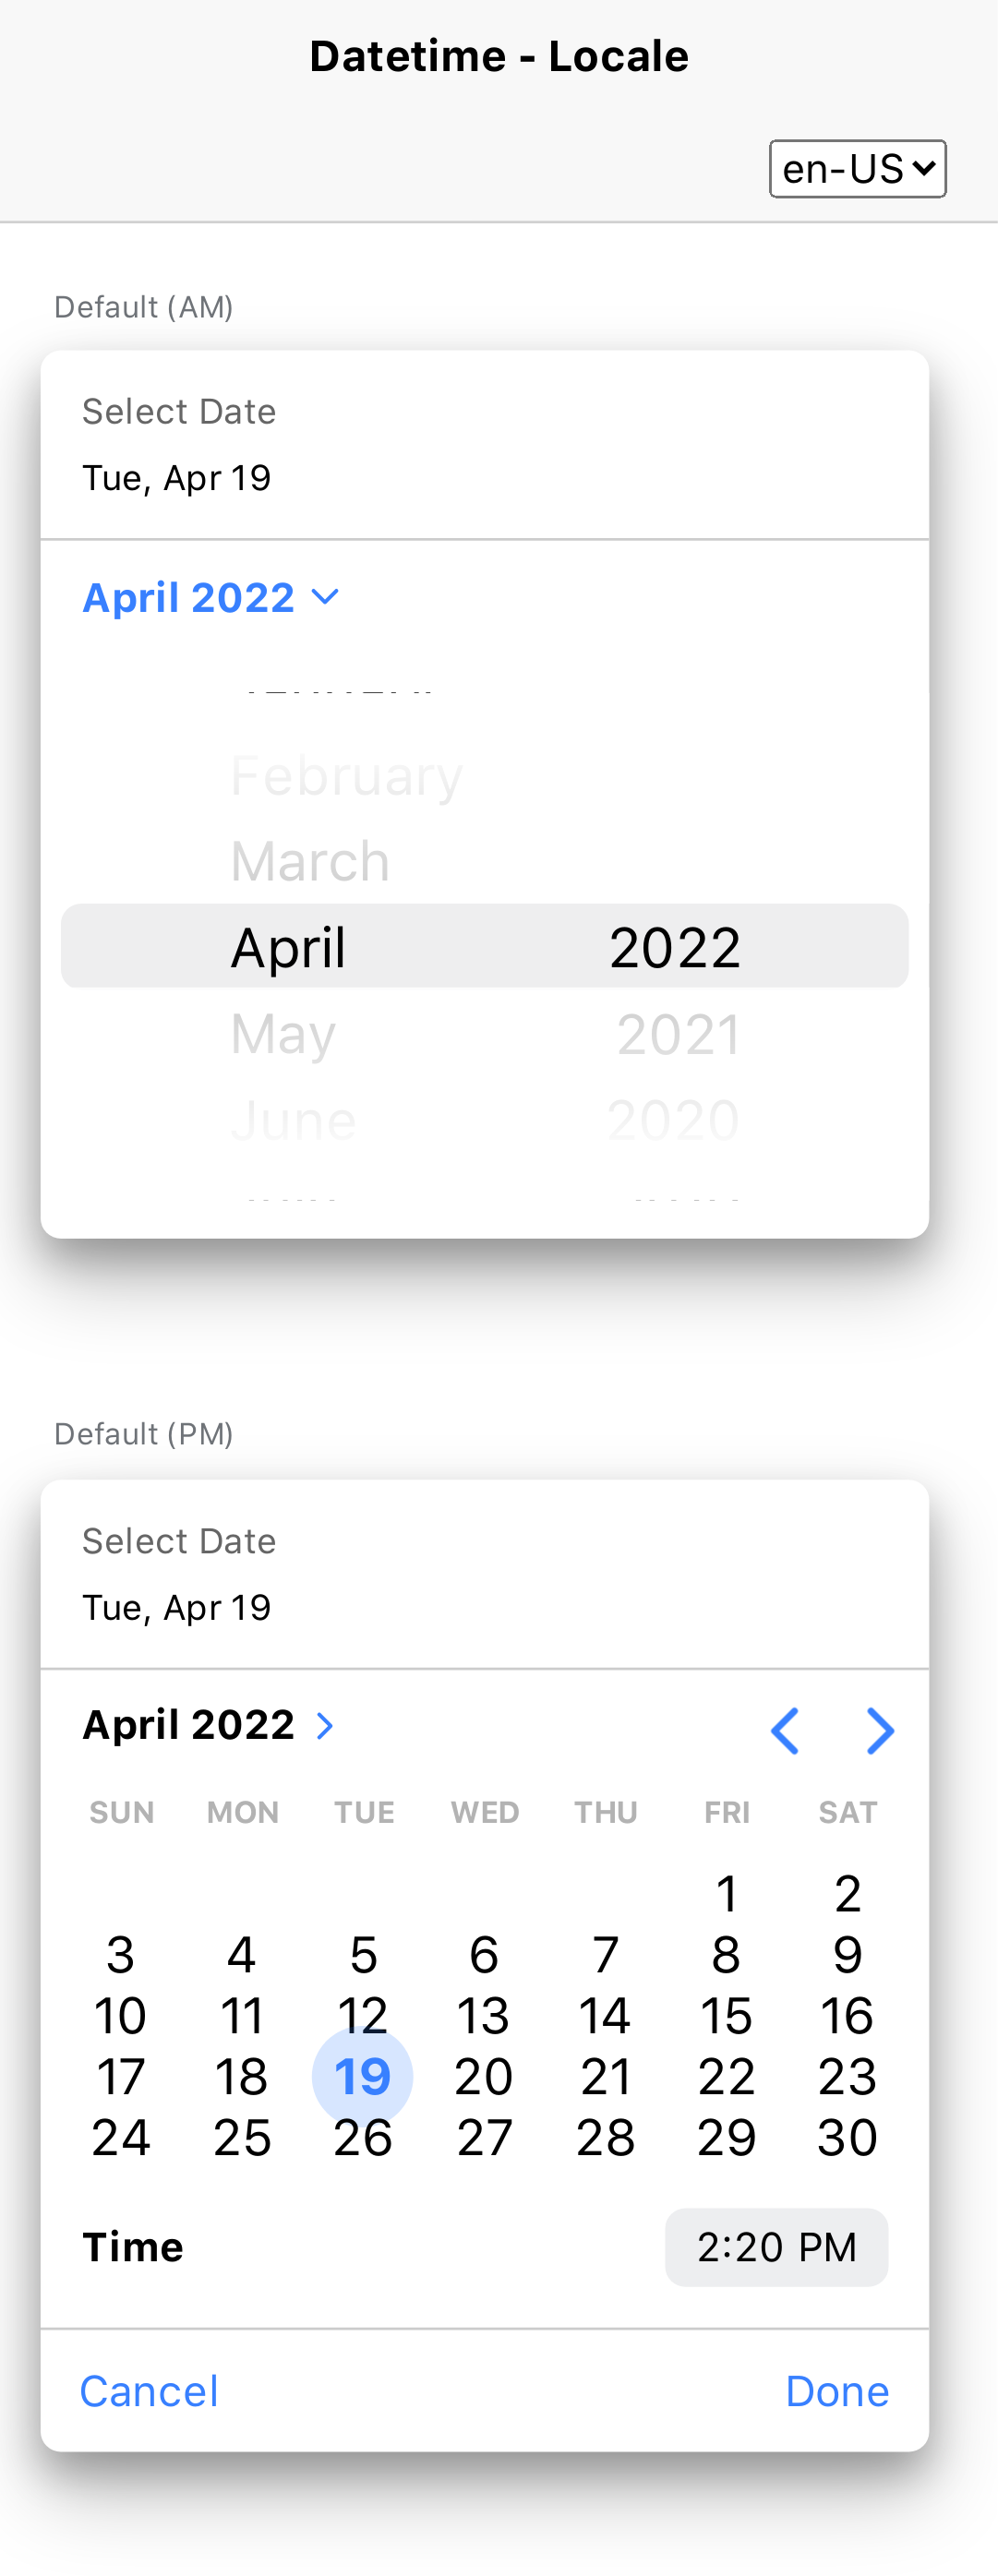 Datetime - Locale
en-US
Default (AM)
Select Date
Tue, Apr 19
April 2022
February
March
April 2022
May 2021
June 2020
Default (PM)
Select Date
Tue, Apr 19
April 2022
SUN MON TUE WED THU FRI SAT
1 2
3 4 5 6 7 8 9
10 11 12 13 14 15 16
17 18 19 20 21 22 23
24 25 26 27 28 29 30
Time 2:20 PM
Cancel Done